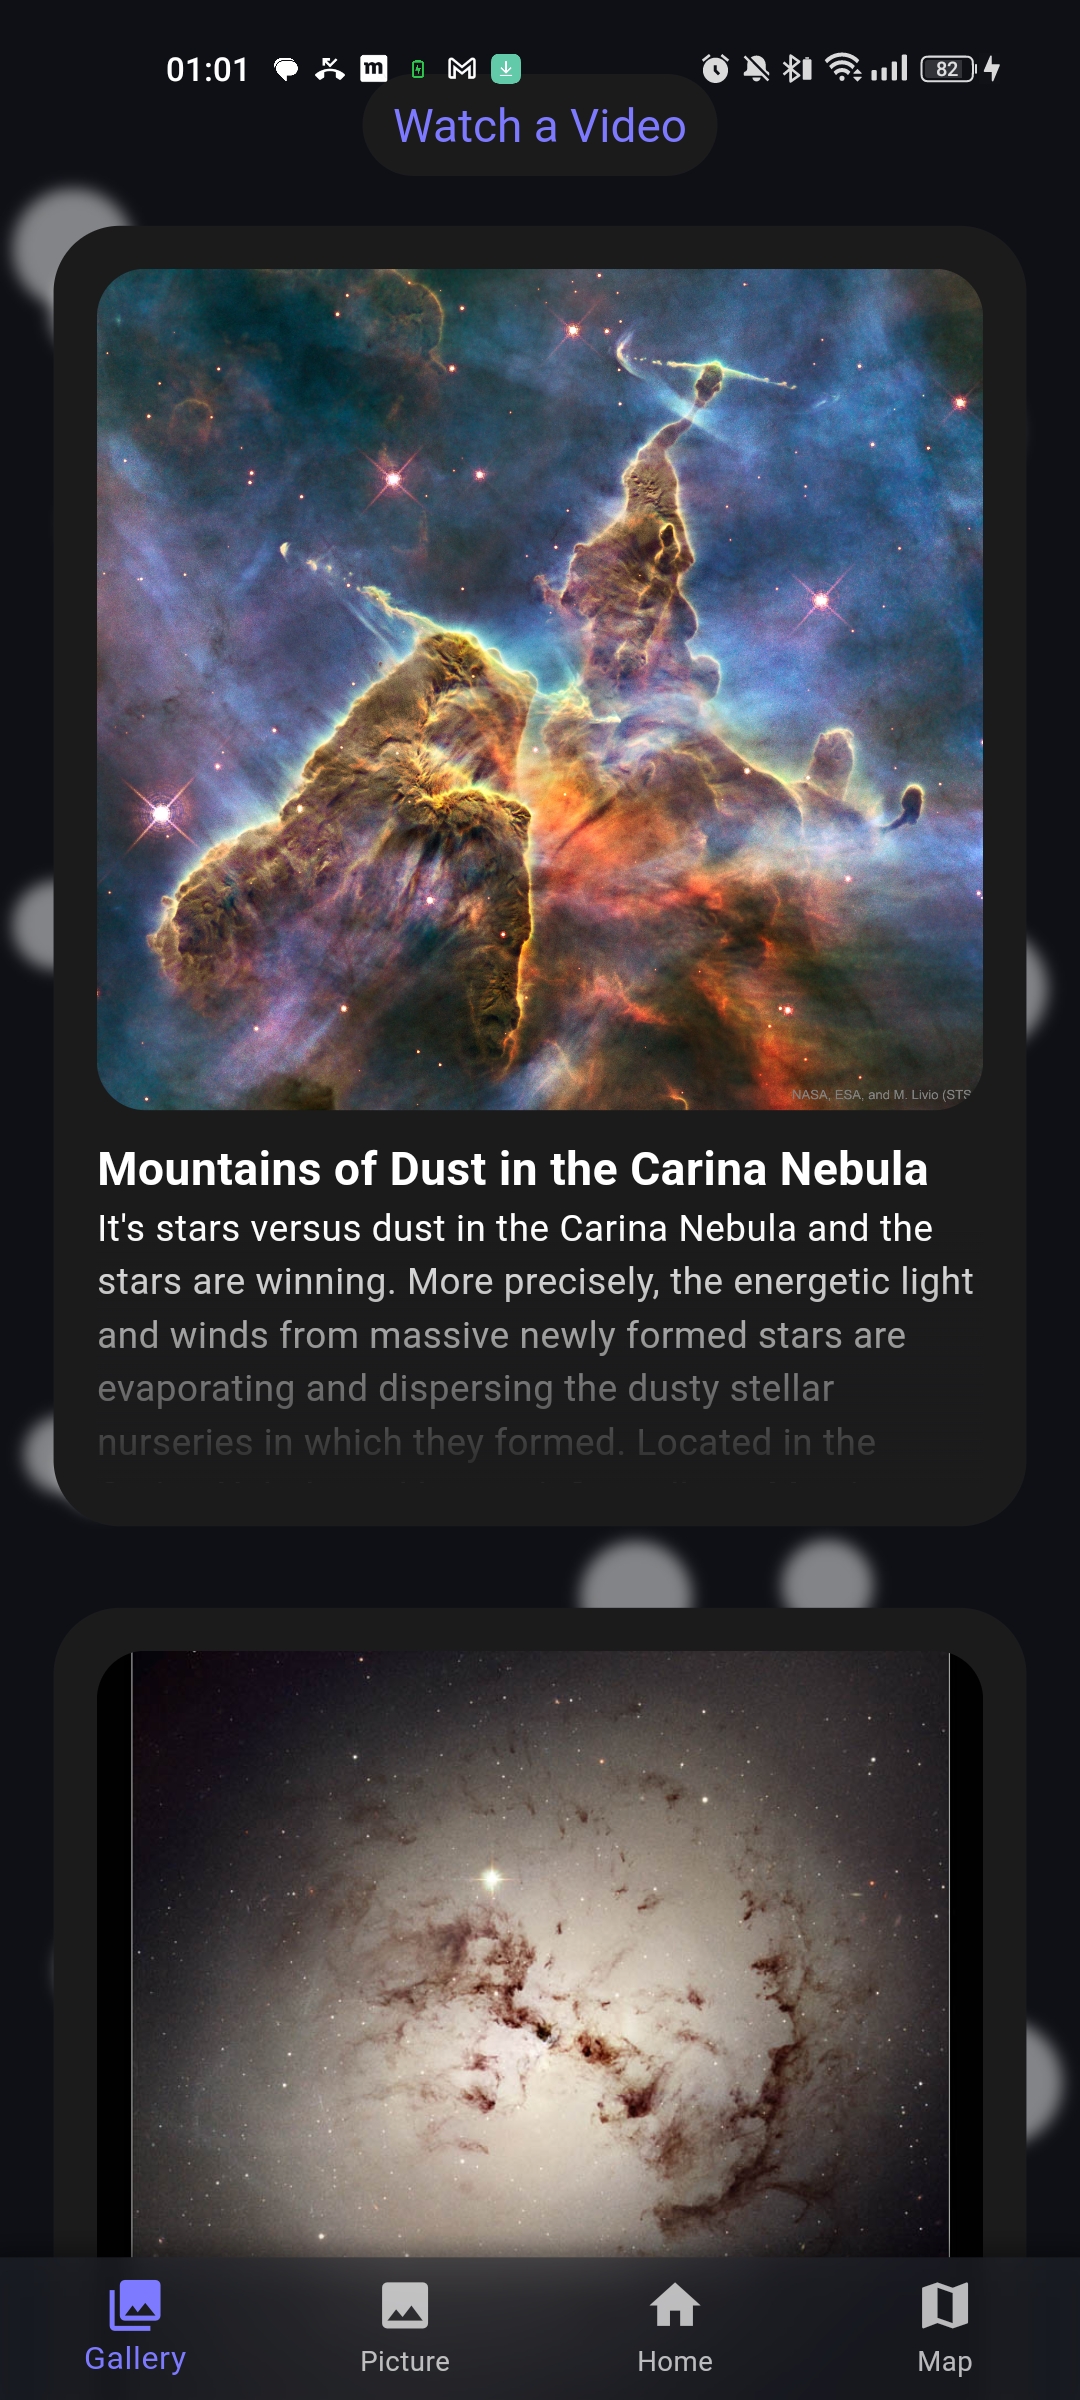 01:01
82
Watch a Video
NASA, ESA, and M. Livio (STS
Mountains of Dust in the Carina Nebula
It's stars versus dust in the Carina Nebula and the
stars are winning. More precisely, the energetic light
and winds from massive newly formed stars are
evaporating and dispersing the dusty stellar
nurseries in which they formed. Located in the
Gallery
Picture
Home
Map